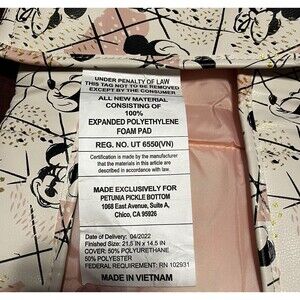 UNDER PENALTY OF LAW
THIS TAG NOT TO BE REMOVED
EXCEPT BY THE CONSUMER
ALL NEW MATERIAL
CONSISTING OF
100%
EXPANDED POLYETHYLENE
FOAM PAD
REG. NO. UT 6550(VN)
Certification is made by the manufacturer
that the materials in this article are
described in accordance with law.
MADE EXCLUSIVELY FOR
PETUNIA PICKLE BOTTOM
1068 East Avenue, Suite A,
Chico, CA 95926
Date of Delivery: 04/2022
Finished Size: 21.5 IN x 14.5 IN
COVER: 50% POLYURETHANE
50% POLYESTER
FEDERAL REQUIREMENT: RN 102931
MADE IN VIETNAM